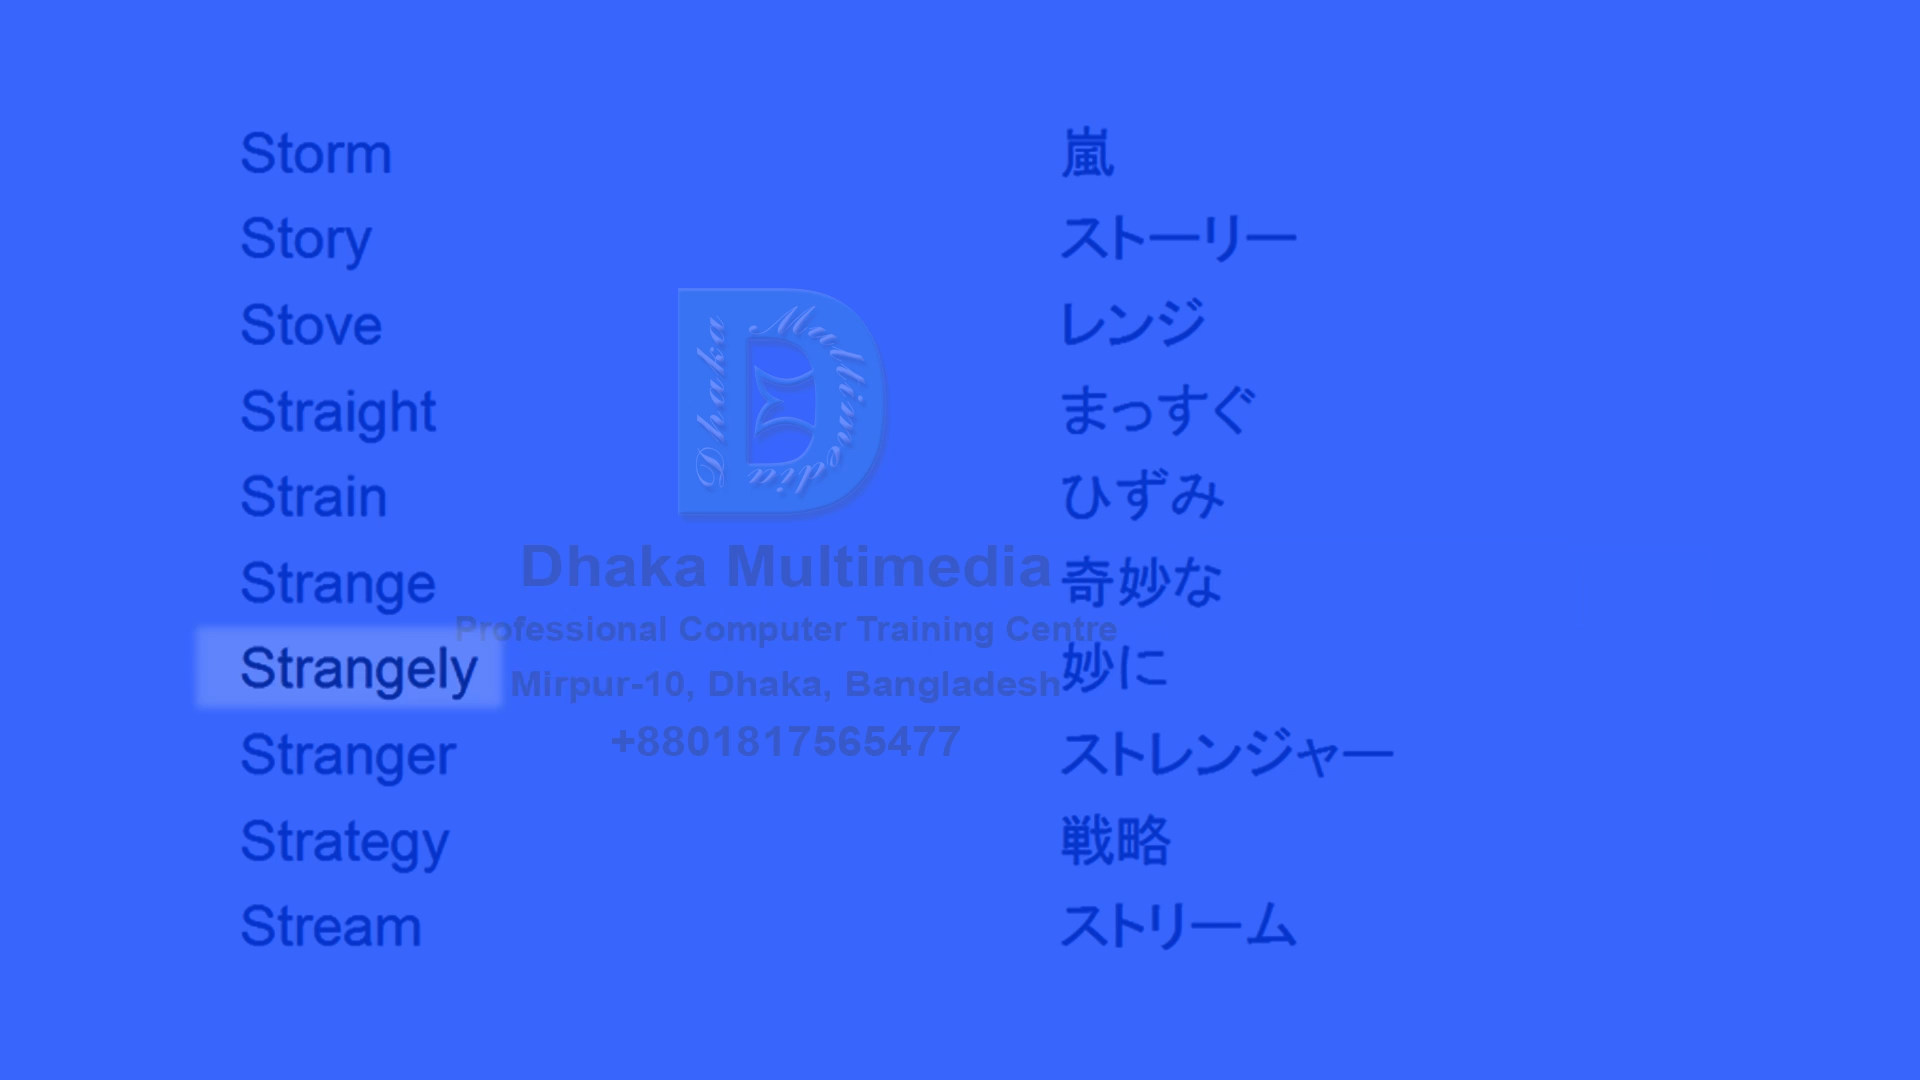 Storm 嵐
Story ストーリー
Stove レンジ
Straight まっすぐ
Strain ひずみ
Strange 奇妙な
Strangely 妙に
Stranger ストレンジャー
Strategy 戦略
Stream ストリーム
Dhaka Multimedia
Dhaka Multimedia
Professional Computer Training Centre
Mirpur-10, Dhaka, Bangladesh
+8801817565477